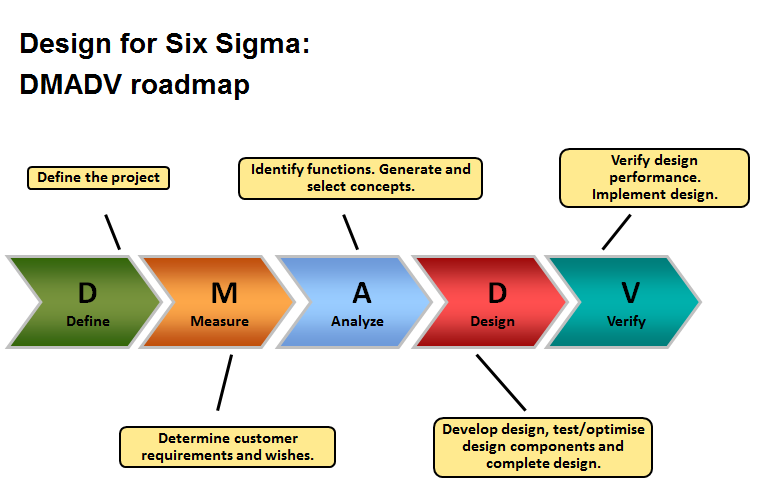 Design for Six Sigma:
DMADV roadmap
Define the project
Identify functions. Generate and
select concepts.
Verify design
performance.
Implement design.
D
Define
M
Measure
A
Analyze
D
Design
V
Verify
Determine customer
requirements and wishes.
Develop design, test/optimise
design components and
complete design.